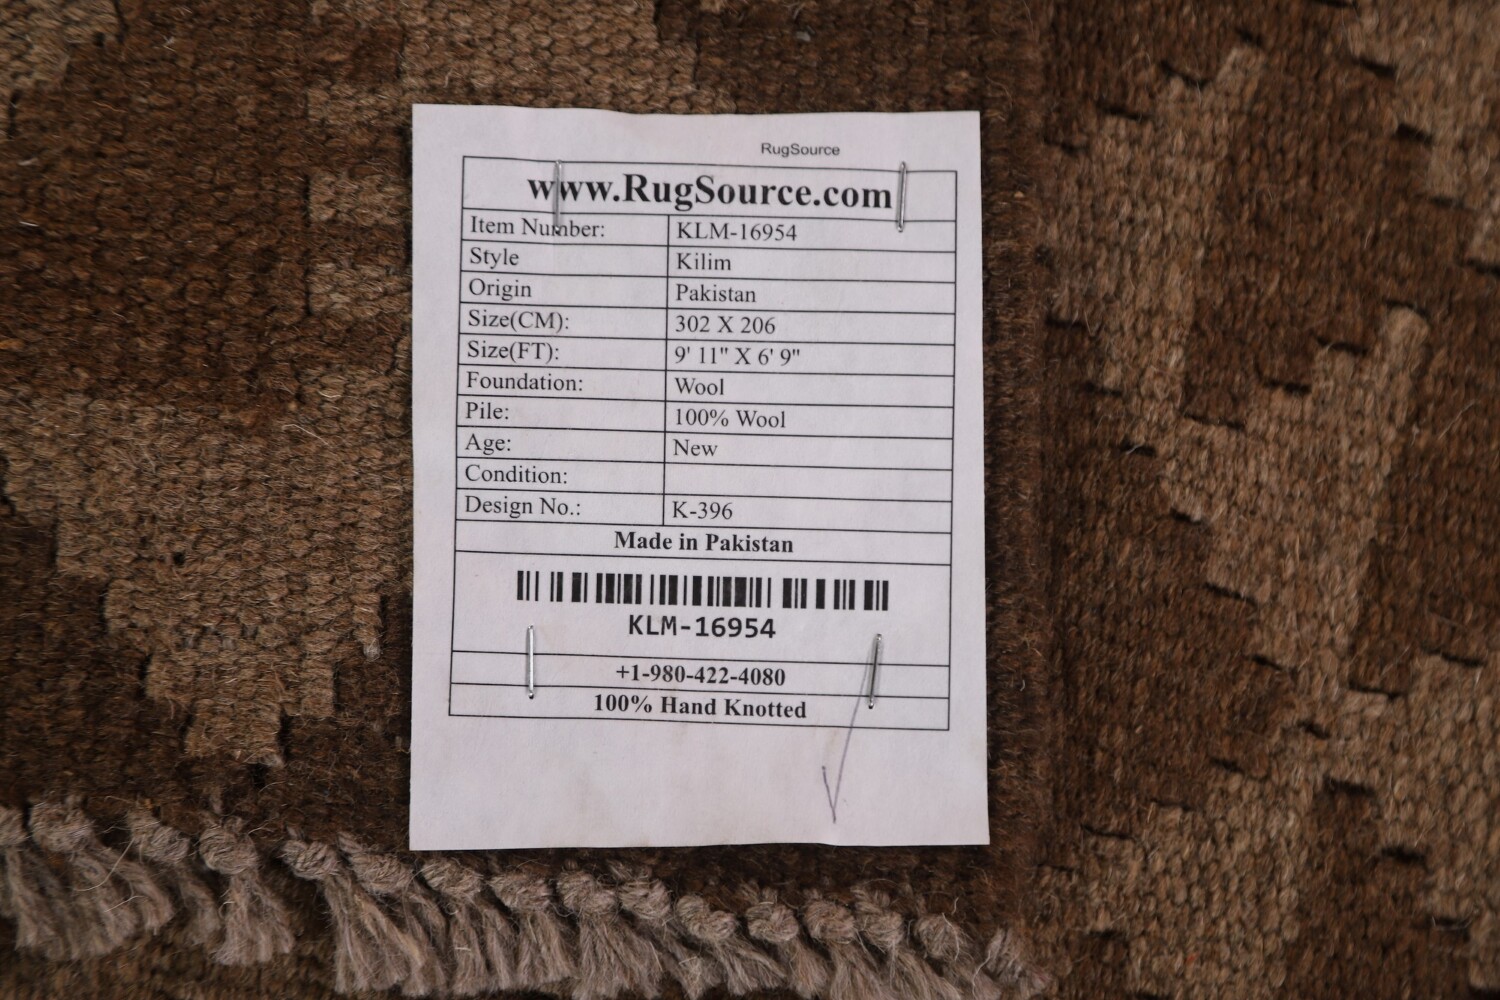 RugSource
www.RugSource.com
Item Number: KLM-16954
Style Kilim
Origin Pakistan
Size(CM): 302 X 206
Size(FT): 9' 11" X 6' 9"
Foundation: Wool
Pile: 100% Wool
Age: New
Condition:
Design No.: K-396
Made in Pakistan
KLM-16954
+1-980-422-4080
100% Hand Knotted